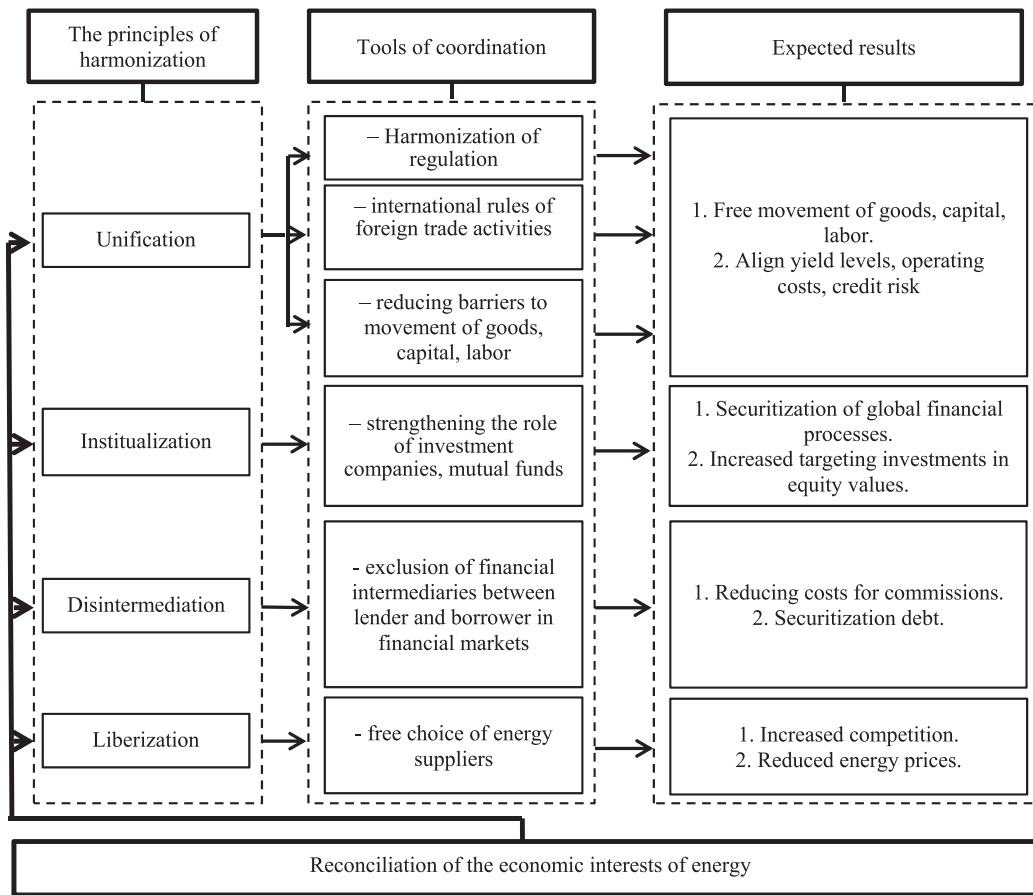 The principles of
harmonization
Tools of coordination
Expected results
Unification
– Harmonization of
regulation
– international rules of
foreign trade activities
– reducing barriers to
movement of goods,
capital, labor
1. Free movement of goods, capital,
labor.
2. Align yield levels, operating
costs, credit risk
Institualization
– strengthening the role
of investment
companies, mutual funds
1. Securitization of global financial
processes.
2. Increased targeting investments in
equity values.
Disintermediation
- exclusion of financial
intermediaries between
lender and borrower in
financial markets
1. Reducing costs for commissions.
2. Securitization debt.
Liberization
- free choice of energy
suppliers
1. Increased competition.
2. Reduced energy prices.
Reconciliation of the economic interests of energy